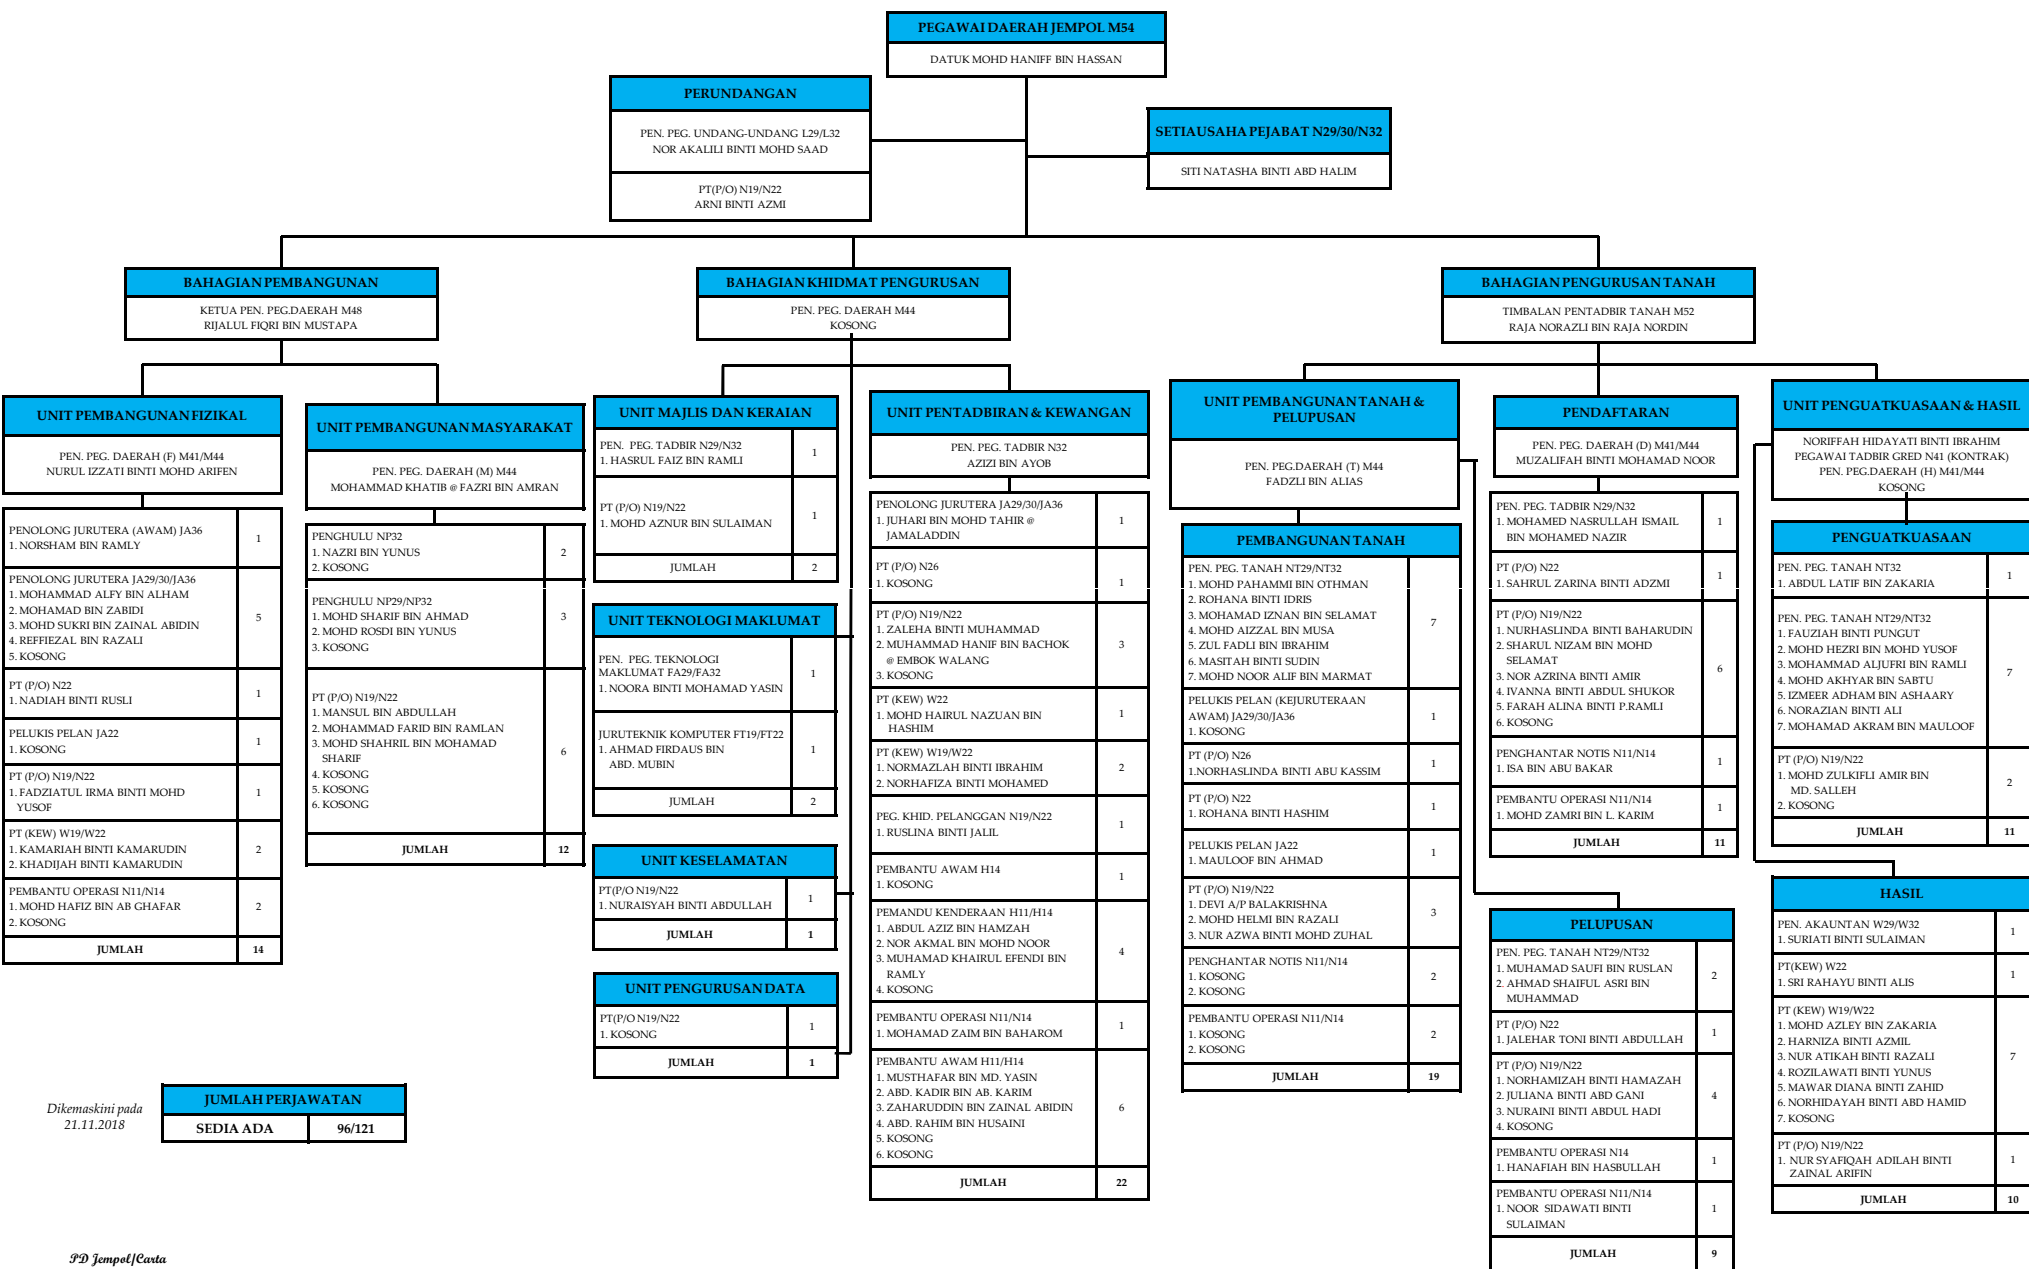 PEGAWAI DAERAH JEMPOL M54
DATUK MOHD HANIFF BIN HASSAN
PERUNDANGAN
PEN. PEG. UNDANG-UNDANG L29/L32
NOR AKALILI BINTI MOHD SAAD
PT(P/O) N19/N22
ARNI BINTI AZMI
SETIAUSAHA PEJABAT N29/30/N32
SITI NATASHA BINTI ABD HALIM
BAHAGIAN PEMBANGUNAN
KETUA PEN. PEG.DAERAH M48
RIJALUL FIQRI BIN MUSTAPA
BAHAGIAN KHIDMAT PENGURUSAN
PEN. PEG. DAERAH M44
KOSONG
BAHAGIAN PENGURUSAN TANAH
TIMBALAN PENTADBIR TANAH M52
RAJA NORAZLI BIN RAJA NORDIN
UNIT PEMBANGUNAN FIZIKAL
PEN. PEG. DAERAH (F) M41/M44
NURUL IZZATI BINTI MOHD ARIFEN
PENOLONG JURUTERA (AWAM) JA36
1. NORSHAM BIN RAMLY
1
PENOLONG JURUTERA JA29/30/JA36
1. MOHAMMAD ALFY BIN ALHAM
2. MOHAMAD BIN ZABIDI
3. MOHD SUKRI BIN ZAINAL ABIDIN
4. REFFIEZAL BIN RAZALI
5. KOSONG
5
PT (P/O) N22
1. NADIAH BINTI RUSLI
1
PELUKIS PELAN JA22
1. KOSONG
1
PT (P/O) N19/N22
1. FADZIATUL IRMA BINTI MOHD
YUSOF
1
PT (KEW) W19/W22
1. KAMARIAH BINTI KAMARUDIN
2. KHADIJAH BINTI KAMARUDIN
2
PEMBANTU OPERASI N11/N14
1. MOHD HAFIZ BIN AB GHAFAR
2. KOSONG
2
JUMLAH 14
UNIT PEMBANGUNAN MASYARAKAT
PEN. PEG. DAERAH (M) M44
MOHAMMAD KHATIB @ FAZRI BIN AMRAN
PENGHULU NP32
1. NAZRI BIN YUNUS
2. KOSONG
2
PENGHULU NP29/NP32
1. MOHD SHARIF BIN AHMAD
2. MOHD ROSDI BIN YUNUS
3. KOSONG
3
PT (P/O) N19/N22
1. MANSUL BIN ABDULLAH
2. MOHAMMAD FARID BIN RAMLAN
3. MOHD SHAHRIL BIN MOHAMAD
SHARIF
4. KOSONG
5. KOSONG
6. KOSONG
6
JUMLAH 12
UNIT MAJLIS DAN KERAIAN
PEN. PEG. TADBIR N29/N32
1. HASRUL FAIZ BIN RAMLI
1
PT (P/O) N19/N22
1. MOHD AZNUR BIN SULAIMAN
1
JUMLAH 2
UNIT TEKNOLOGI MAKLUMAT
PEN. PEG. TEKNOLOGI
MAKLUMAT FA29/FA32
1. NOORA BINTI MOHAMAD YASIN
1
JURUTEKNIK KOMPUTER FT19/FT22
1. AHMAD FIRDAUS BIN
ABD. MUBIN
1
JUMLAH 2
UNIT KESELAMATAN
PT(P/O N19/N22
1. NURAISYAH BINTI ABDULLAH
1
JUMLAH 1
UNIT PENGURUSAN DATA
PT(P/O N19/N22
1. KOSONG
1
JUMLAH 1
UNIT PENTADBIRAN & KEWANGAN
PEN. PEG. TADBIR N32
AZIZI BIN AYOB
PENOLONG JURUTERA JA29/30/JA36
1. JUHARI BIN MOHD TAHIR @
JAMALADDIN
1
PT (P/O) N26
1. KOSONG
1
PT (P/O) N19/N22
1. ZALEHA BINTI MUHAMMAD
2. MUHAMMAD HANIF BIN BACHOK
@ EMBOK WALANG
3. KOSONG
3
PT (KEW) W22
1. MOHD HAIRUL NAZUAN BIN
HASHIM
1
PT (KEW) W19/W22
1. NORMAZLAH BINTI IBRAHIM
2. NORHAFIZA BINTI MOHAMED
2
PEG. KHID. PELANGGAN N19/N22
1. RUSLINA BINTI JALIL
1
PEMBANTU AWAM H14
1. KOSONG
1
PEMANDU KENDERAAN H11/H14
1. ABDUL AZIZ BIN HAMZAH
2. NOR AKMAL BIN MOHD NOOR
3. MUHAMAD KHAIRUL EFENDI BIN
RAMLY
4. KOSONG
4
PEMBANTU OPERASI N11/N14
1. MOHAMAD ZAIM BIN BAHAROM
1
PEMBANTU AWAM H11/H14
1. MUSTHAFAR BIN MD. YASIN
2. ABD. KADIR BIN AB. KARIM
3. ZAHARUDDIN BIN ZAINAL ABIDIN
4. ABD. RAHIM BIN HUSAINI
5. KOSONG
6. KOSONG
6
JUMLAH 22
UNIT PEMBANGUNAN TANAH &
PELUPUSAN
PEN. PEG.DAERAH (T) M44
FADZLI BIN ALIAS
PEMBANGUNAN TANAH
PEN. PEG. TANAH NT29/NT32
1. MOHD PAHAMMI BIN OTHMAN
2. ROHANA BINTI IDRIS
3. MOHAMAD IZNAN BIN SELAMAT
4. MOHD AIZZAL BIN MUSA
5. ZUL FADLI BIN IBRAHIM
6. MASITAH BINTI SUDIN
7. MOHD NOOR ALIF BIN MARMAT
7
PELUKIS PELAN (KEJURUTERAAN
AWAM) JA29/30/JA36
1. KOSONG
1
PT (P/O) N26
1.NORHASLINDA BINTI ABU KASSIM
1
PT (P/O) N22
1. ROHANA BINTI HASHIM
1
PELUKIS PELAN JA22
1. MAULOOF BIN AHMAD
1
PT (P/O) N19/N22
1. DEVI A/P BALAKRISHNA
2. MOHD HELMI BIN RAZALI
3. NUR AZWA BINTI MOHD ZUHAL
3
PENGHANTAR NOTIS N11/N14
1. KOSONG
2. KOSONG
2
PEMBANTU OPERASI N11/N14
1. KOSONG
2. KOSONG
2
JUMLAH 19
PENDAFTARAN
PEN. PEG. DAERAH (D) M41/M44
MUZALIFAH BINTI MOHAMAD NOOR
PEN. PEG. TADBIR N29/N32
1. MOHAMED NASRULLAH ISMAIL
BIN MOHAMED NAZIR
1
PT (P/O) N22
1. SAHRUL ZARINA BINTI ADZMI
1
PT (P/O) N19/N22
1. NURHASLINDA BINTI BAHARUDIN
2. SHARUL NIZAM BIN MOHD
SELAMAT
3. NOR AZRINA BINTI AMIR
4. IVANNA BINTI ABDUL SHUKOR
5. FARAH ALINA BINTI P.RAMLI
6. KOSONG
6
PENGHANTAR NOTIS N11/N14
1. ISA BIN ABU BAKAR
1
PEMBANTU OPERASI N11/N14
1. MOHD ZAMRI BIN L. KARIM
1
JUMLAH 11
PELUPUSAN
PEN. PEG. TANAH NT29/NT32
1. MUHAMAD SAUFI BIN RUSLAN
2. AHMAD SHAIFUL ASRI BIN
MUHAMMAD
2
PT (P/O) N22
1. JALEHAR TONI BINTI ABDULLAH
1
PT (P/O) N19/N22
1. NORHAMIZAH BINTI HAMAZAH
2. JULIANA BINTI ABD GANI
3. NURAINI BINTI ABDUL HADI
4. KOSONG
4
PEMBANTU OPERASI N14
1. HANAFIAH BIN HASBULLAH
1
PEMBANTU OPERASI N11/N14
1. NOOR SIDAWATI BINTI
SULAIMAN
1
JUMLAH 9
UNIT PENGUATKUASAAN & HASIL
NORIFFAH HIDAYATI BINTI IBRAHIM
PEGAWAI TADBIR GRED N41 (KONTRAK)
PEN. PEG.DAERAH (H) M41/M44
KOSONG
PENGUATKUASAAN
PEN. PEG. TANAH NT32
1. ABDUL LATIF BIN ZAKARIA
1
PEN. PEG. TANAH NT29/NT32
1. FAUZIAH BINTI PUNGUT
2. MOHD HEZRI BIN MOHD YUSOF
3. MOHAMMAD ALJUFRI BIN RAMLI
4. MOHD AKHYAR BIN SABTU
5. IZMEER ADHAM BIN ASHAARY
6. NORAZIAN BINTI ALI
7. MOHAMAD AKRAM BIN MAULOOF
7
PT (P/O) N19/N22
1. MOHD ZULKIFLI AMIR BIN
MD. SALLEH
2. KOSONG
2
JUMLAH 11
HASIL
PEN. AKAUNTAN W29/W32
1. SURIATI BINTI SULAIMAN
1
PT(KEW) W22
1. SRI RAHAYU BINTI ALIS
1
PT (KEW) W19/W22
1. MOHD AZLEY BIN ZAKARIA
2. HARNIZA BINTI AZMIL
3. NUR ATIKAH BINTI RAZALI
4. ROZILAWATI BINTI YUNUS
5. MAWAR DIANA BINTI ZAHID
6. NORHIDAYAH BINTI ABD HAMID
7. KOSONG
7
PT (P/O) N19/N22
1. NUR SYAFIQAH ADILAH BINTI
ZAINAL ARIFIN
1
JUMLAH 10
Dikemaskini pada
21.11.2018
JUMLAH PERJAWATAN
SEDIA ADA 96/121
PD Jempol/Carta